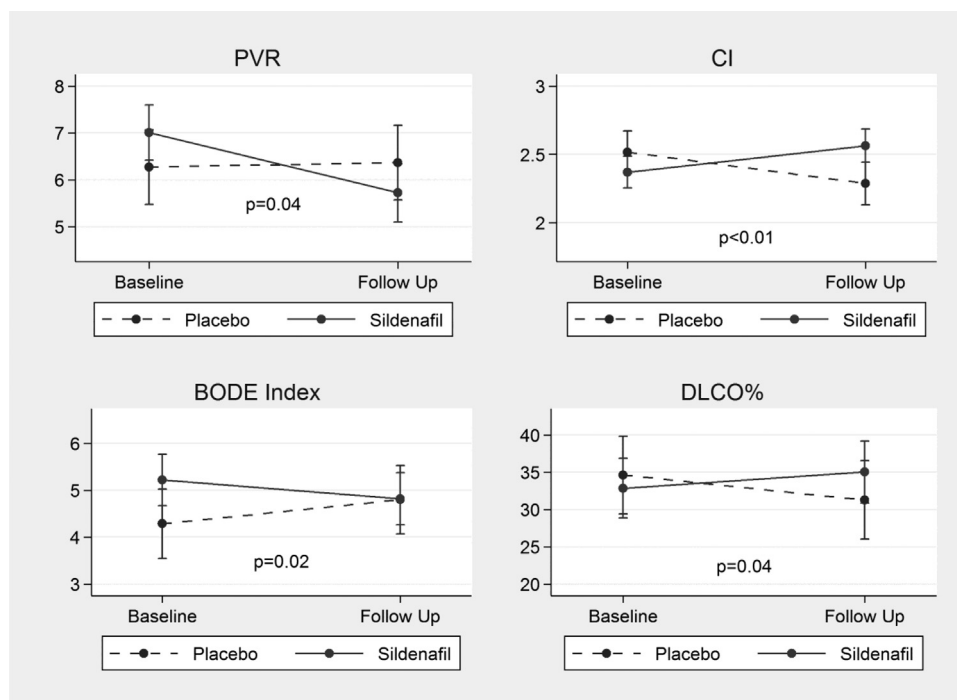 PVR
8
7
6
5
p=0.04
Baseline Follow Up
Placebo Sildenafil
CI
3
2.5
2
p<0.01
Baseline Follow Up
Placebo Sildenafil
BODE Index
6
5
4
3
p=0.02
Baseline Follow Up
Placebo Sildenafil
DLCO%
40
35
30
25
20
p=0.04
Baseline Follow Up
Placebo Sildenafil